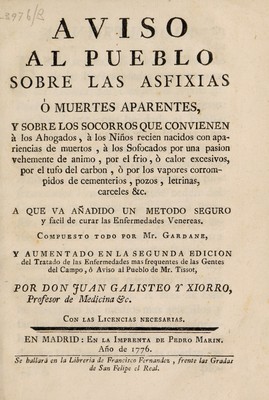 AVISO
AL PUEBLO
SOBRE LAS ASFIXIAS
Ò MUERTES APARENTES,
Y SOBRE LOS SOCORROS QUE CONVIENEN
à los Ahogados, à los Niños recien nacidos con apa-
riencias de muertos, à los Sofocados por una pasion
vehemente de animo, por el frio, ò calor excesivos,
por el tufo del carbon, ò por los vapores corrom-
pidos de cementerios, pozos, letrinas,
carceles &c.
A QUE VA AÑADIDO UN METODO SEGURO
y facil de curar las Enfermedades Venereas,
COMPUESTO TODO POR MR. GARDANE,
Y AUMENTADO EN LA SEGUNDA EDICION
del Tratado de las Enfermedades mas frequentes de las Gentes
del Campo, ó Aviso al Pueblo de Mr. Tissot,
POR DON JUAN GALISTEO Y XIORRO,
Profesor de Medicina &c.
CON LAS LICENCIAS NECESARIAS.
EN MADRID: EN LA IMPRENTA DE PEDRO MARIN.
Año de 1776.
Se hallará en la Libreria de Francisco Fernandez, frente las Gradas
de San Felipe el Real.